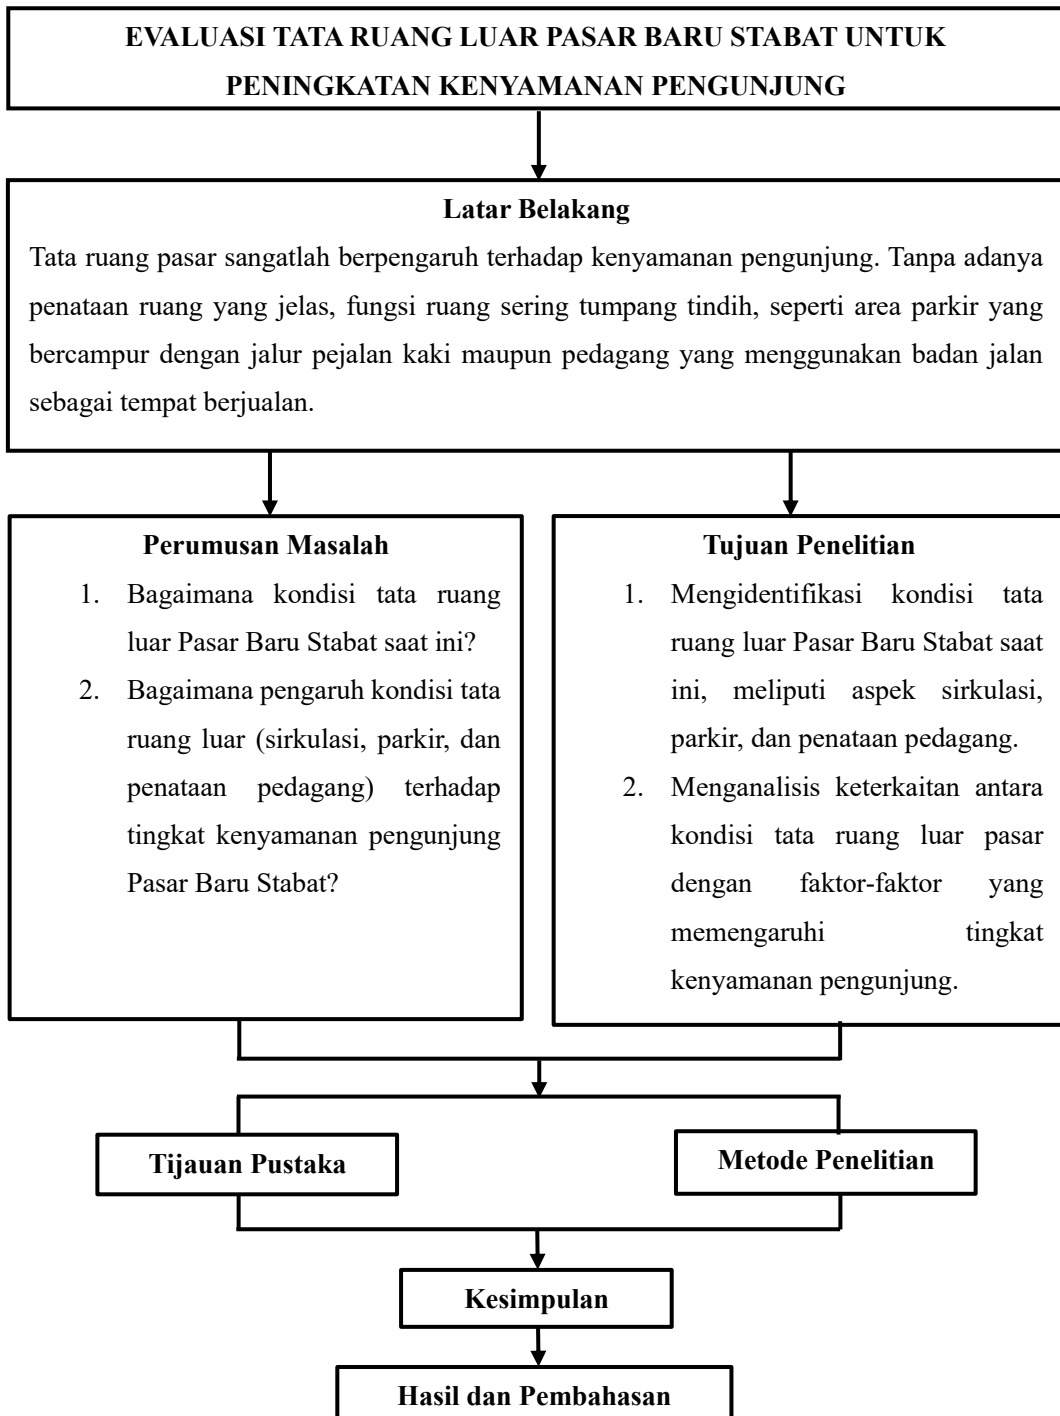 EVALUASI TATA RUANG LUAR PASAR BARU STABAT UNTUK
PENINGKATAN KENYAMANAN PENGUNJUNG
Latar Belakang
Tata ruang pasar sangatlah berpengaruh terhadap kenyamanan pengunjung. Tanpa adanya
penataan ruang yang jelas, fungsi ruang sering tumpang tindih, seperti area parkir yang
bercampur dengan jalur pejalan kaki maupun pedagang yang menggunakan badan jalan
sebagai tempat berjualan.
Perumusan Masalah
1. Bagaimana kondisi tata ruang
luar Pasar Baru Stabat saat ini?
2. Bagaimana pengaruh kondisi tata
ruang luar (sirkulasi, parkir, dan
penataan pedagang) terhadap
tingkat kenyamanan pengunjung
Pasar Baru Stabat?
Tujuan Penelitian
1. Mengidentifikasi kondisi tata
ruang luar Pasar Baru Stabat saat
ini, meliputi aspek sirkulasi,
parkir, dan penataan pedagang.
2. Menganalisis keterkaitan antara
kondisi tata ruang luar pasar
dengan faktor-faktor yang
memengaruhi tingkat
kenyamanan pengunjung.
Tijauan Pustaka
Metode Penelitian
Kesimpulan
Hasil dan Pembahasan